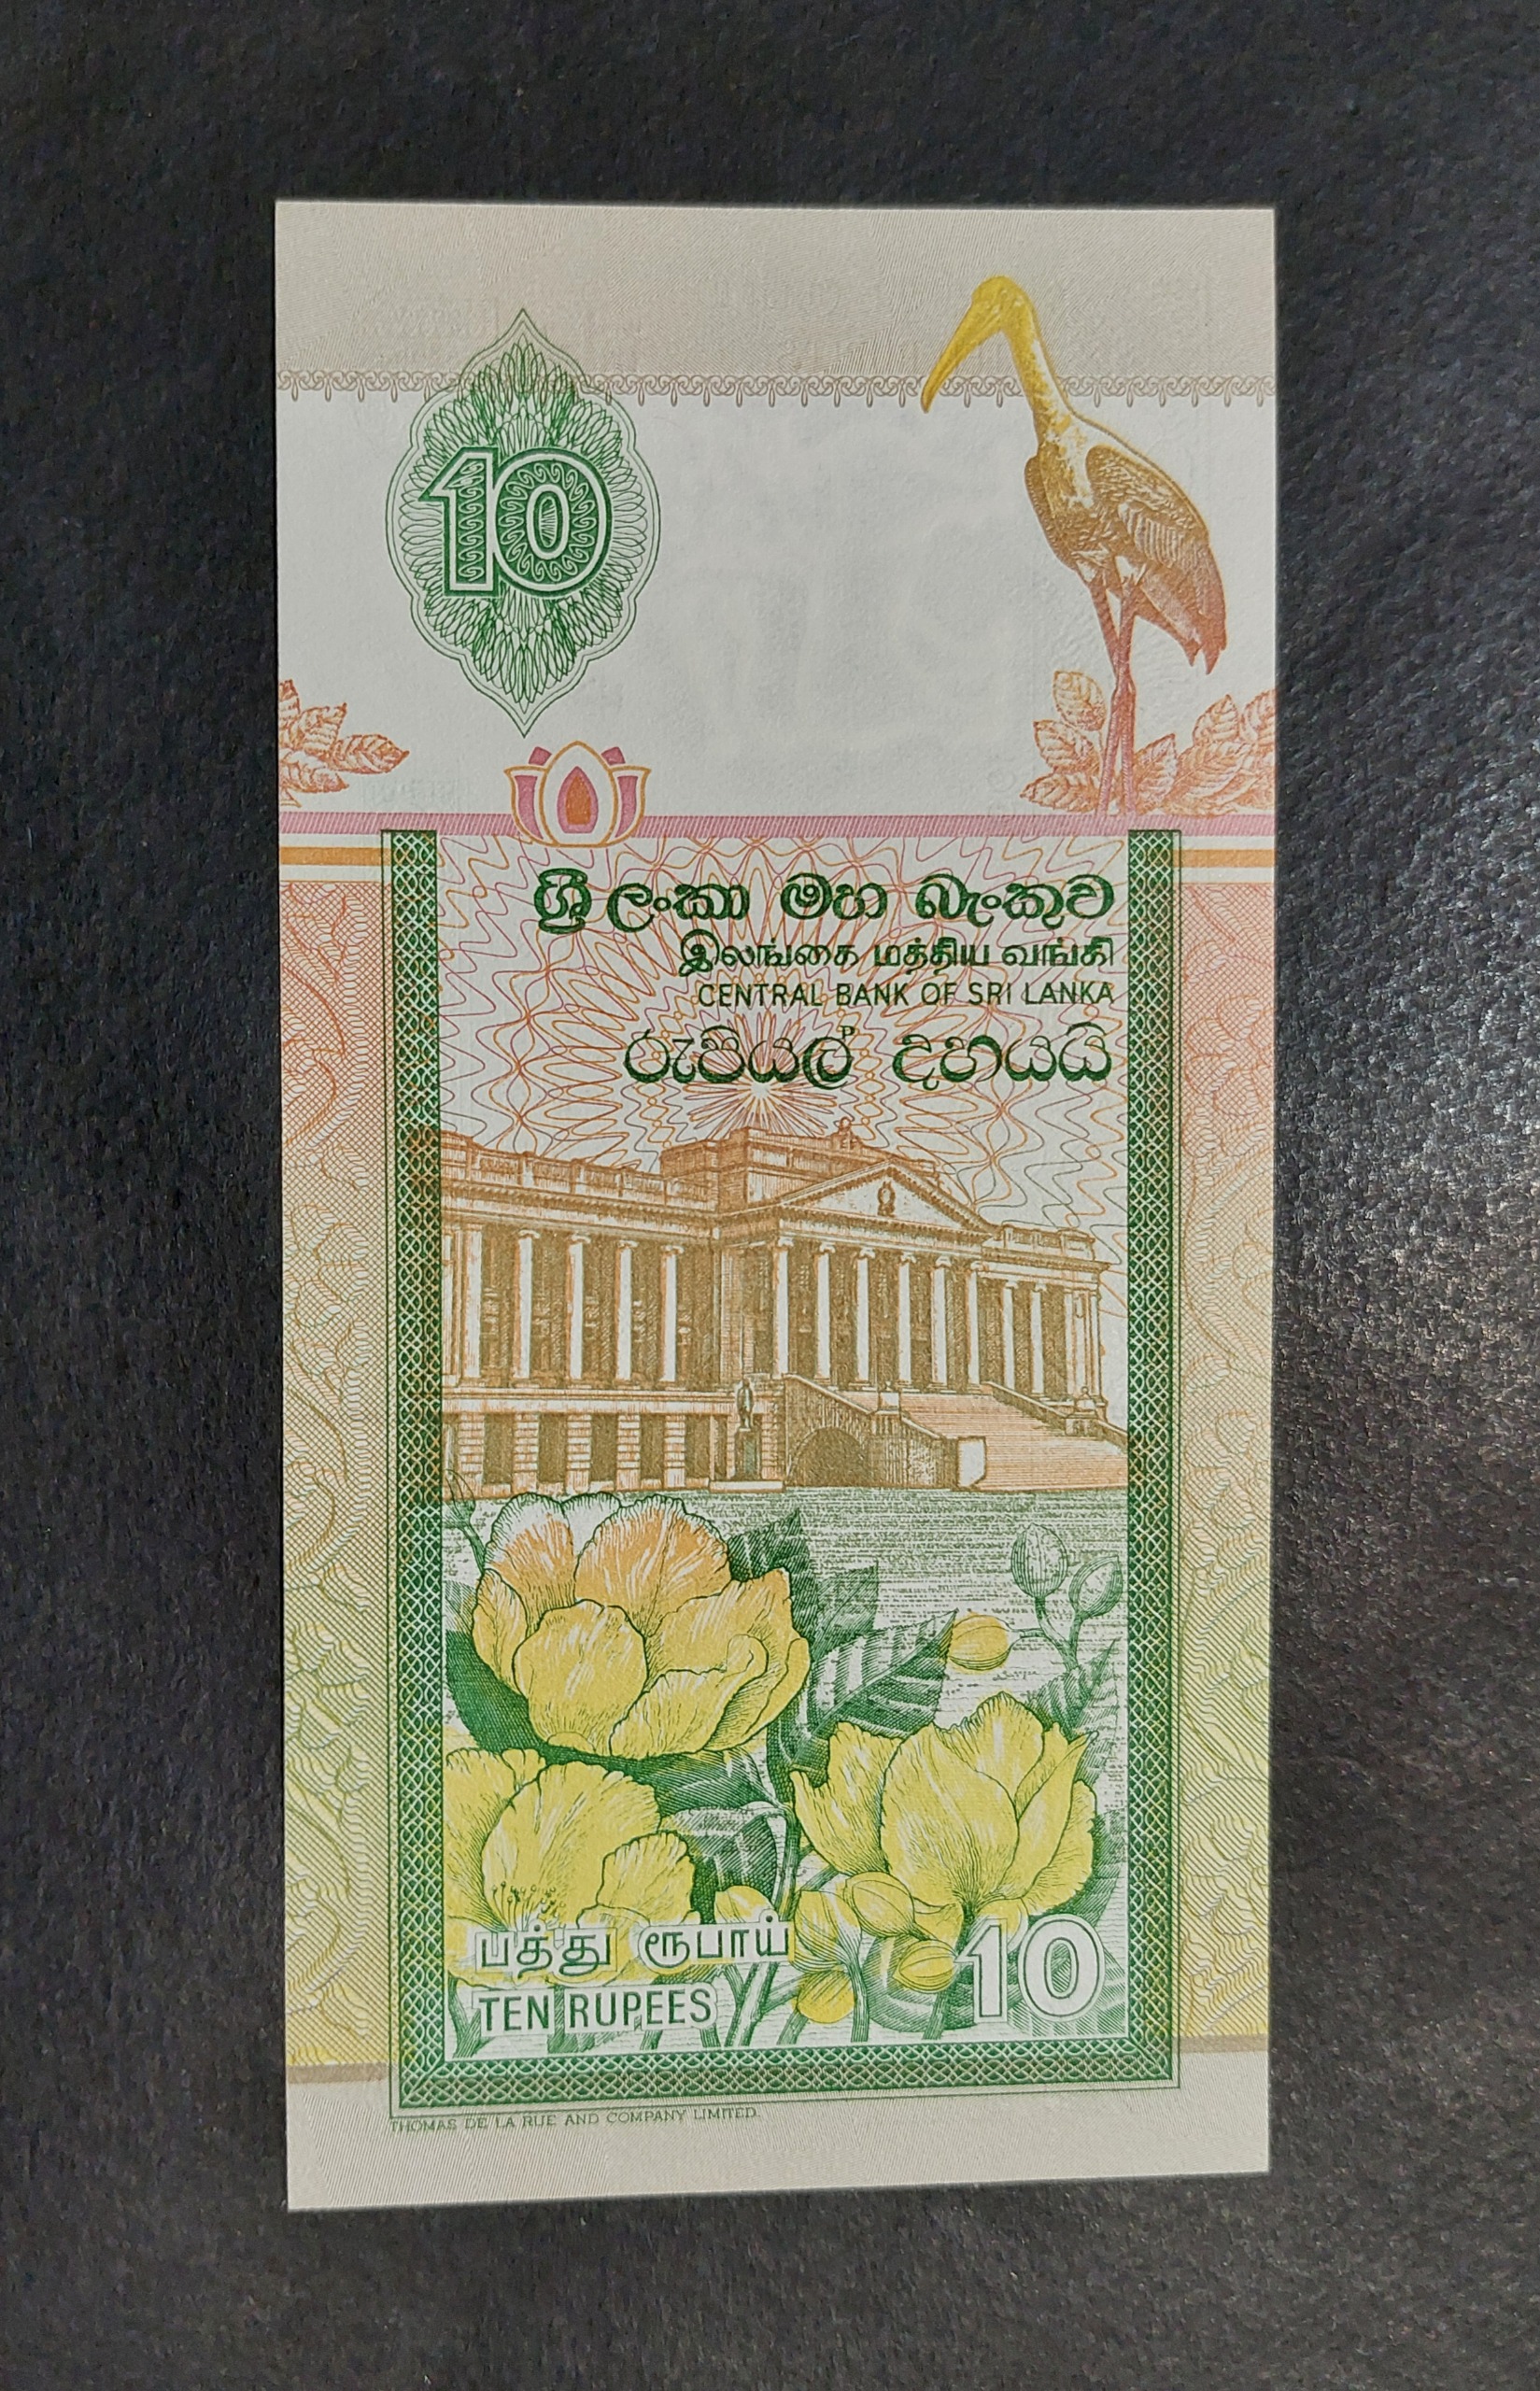 10
ශ්‍රී ලංකා මහ බැංකුව
இலங்கை மத்திய வங்கி
CENTRAL BANK OF SRI LANKA
රුපියල් දහයයි
பத்து ரூபாய்
TEN RUPEES
10
THOMAS DE LA RUE AND COMPANY LIMITED.